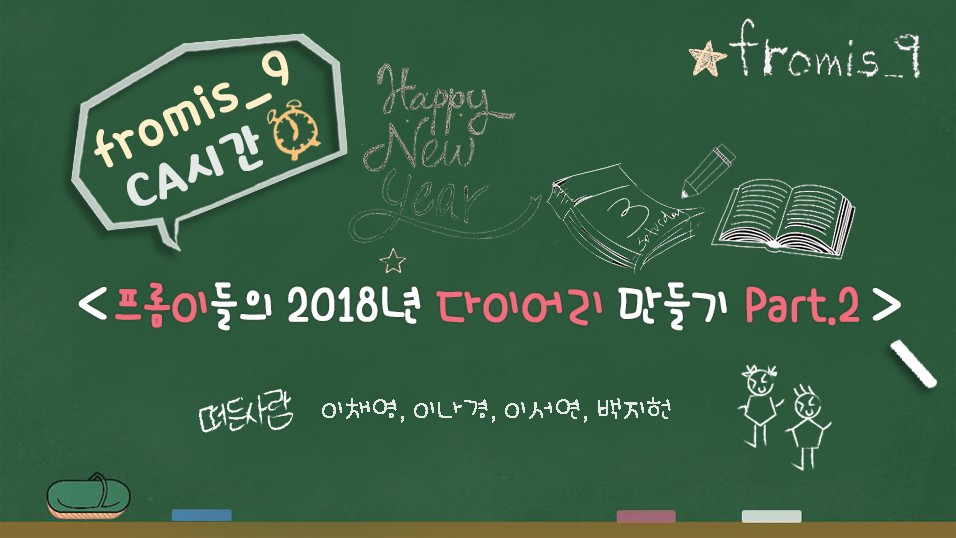 fromis_9
CA시간
fromis_9
Happy
New
Year
3
Saturday
< 프롬이들의 2018년 다이어리 만들기 Part.2 >
떠든사람 이채영, 이나경, 이서연, 백지헌